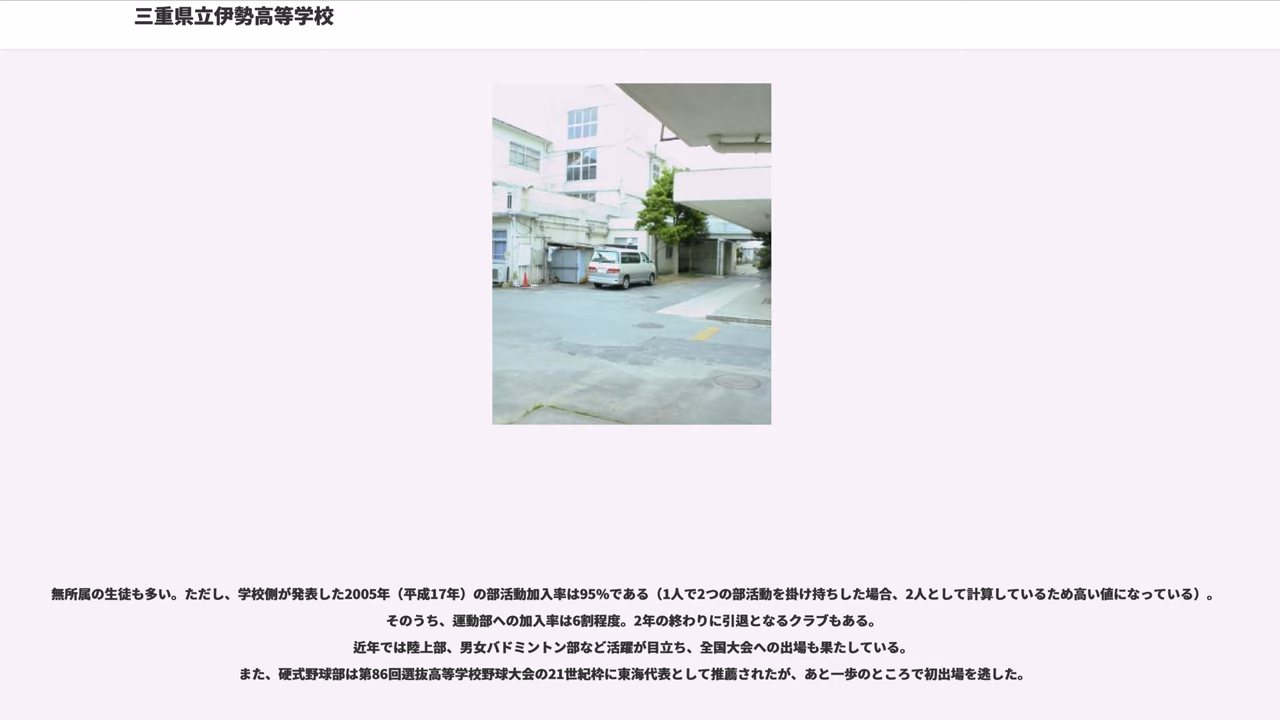 三重県立伊勢高等学校
無所属の生徒も多い。ただし、学校側が発表した2005年（平成17年）の部活動加入率は95%である（1人で2つの部活動を掛け持ちした場合、2人として計算しているため高い値になっている）。
そのうち、運動部への加入率は6割程度。2年の終わりに引退となるクラブもある。
近年では陸上部、男女バドミントン部など活躍が目立ち、全国大会への出場も果たしている。
また、硬式野球部は第86回選抜高等学校野球大会の21世紀枠に東海代表として推薦されたが、あと一歩のところで初出場を逃した。